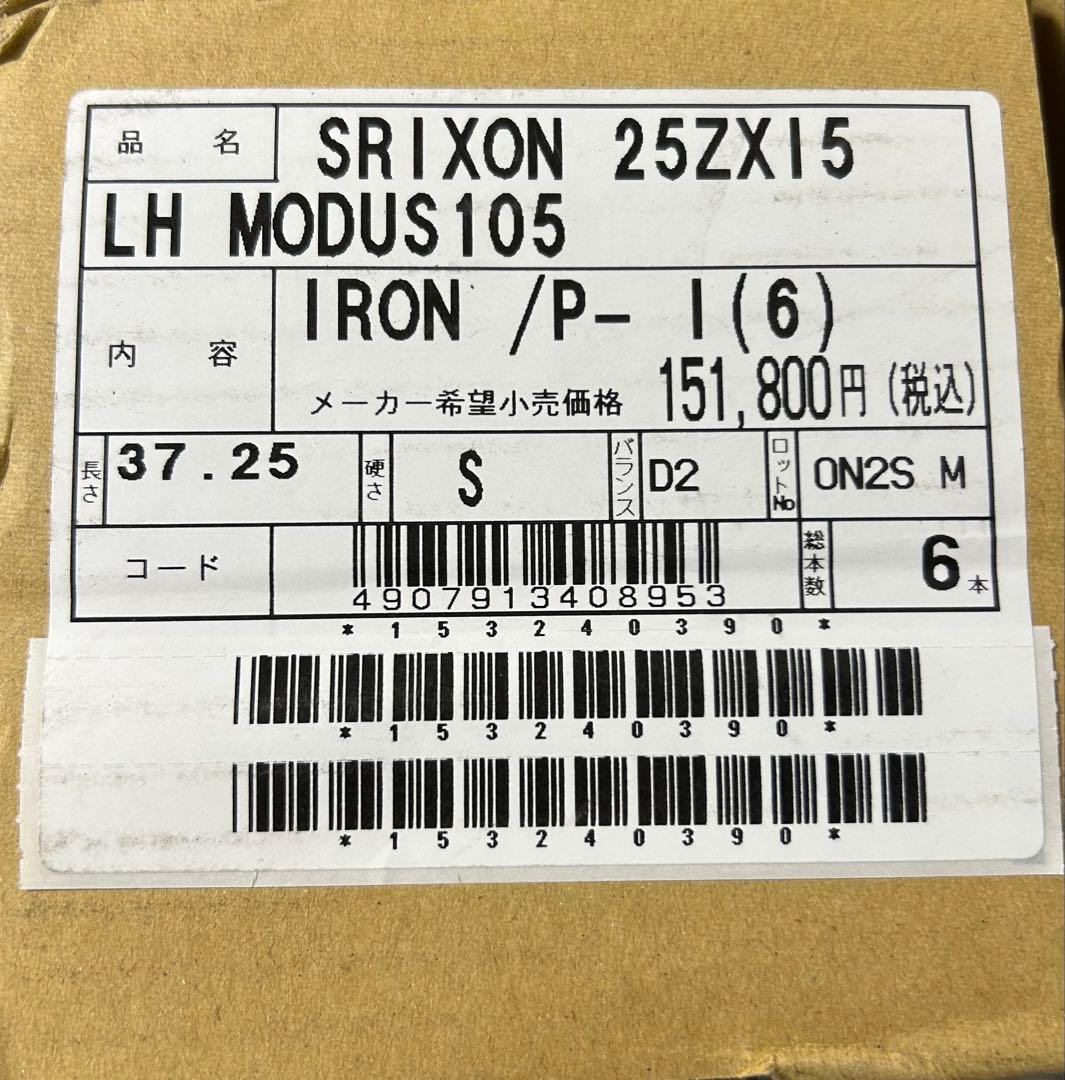 品名 SRIXON 25ZXI5
LH MODUS105
内容 IRON /P- I(6)
メーカー希望小売価格 151,800円(税込)
長さ 37.25 硬さ S バランス D2 ロットNo 0N2S M
コード 4907913408953 総本数 6本
*153240390*
*153240390*
*153240390*